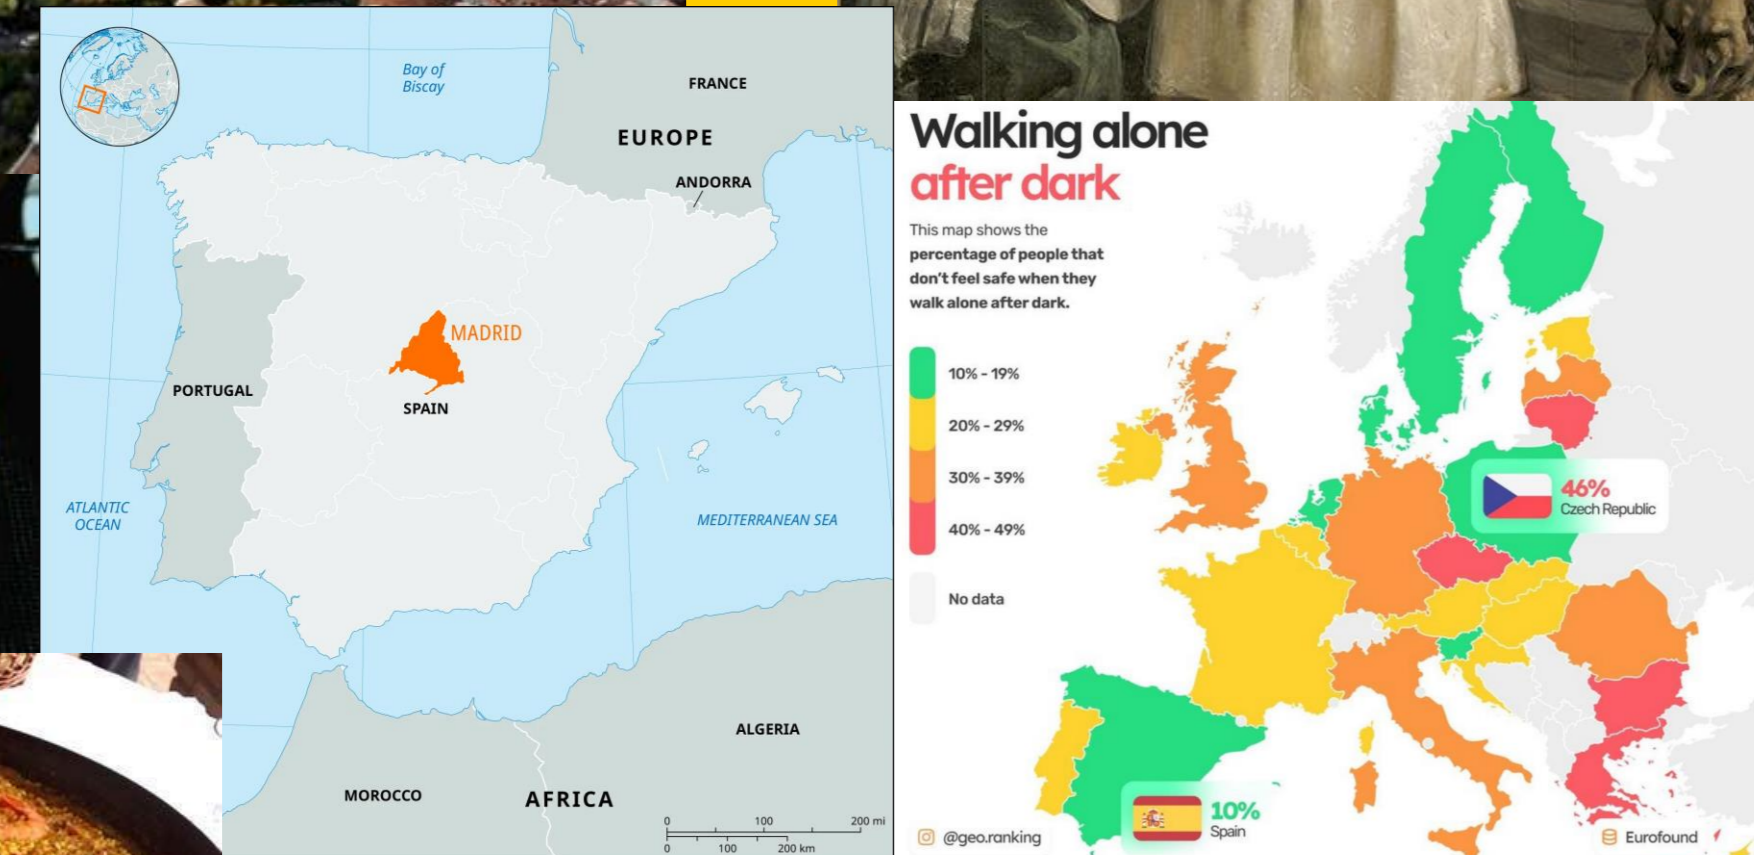 Bay of
Biscay
FRANCE
EUROPE
ANDORRA
MADRID
PORTUGAL
SPAIN
ATLANTIC
OCEAN
MEDITERRANEAN SEA
ALGERIA
MOROCCO
AFRICA
0 100 200 mi
0 100 200 km
Walking alone
after dark
This map shows the
percentage of people that
don't feel safe when they
walk alone after dark.
10% - 19%
20% - 29%
30% - 39%
40% - 49%
No data
46%
Czech Republic
10%
Spain
@geo.ranking
Eurofound